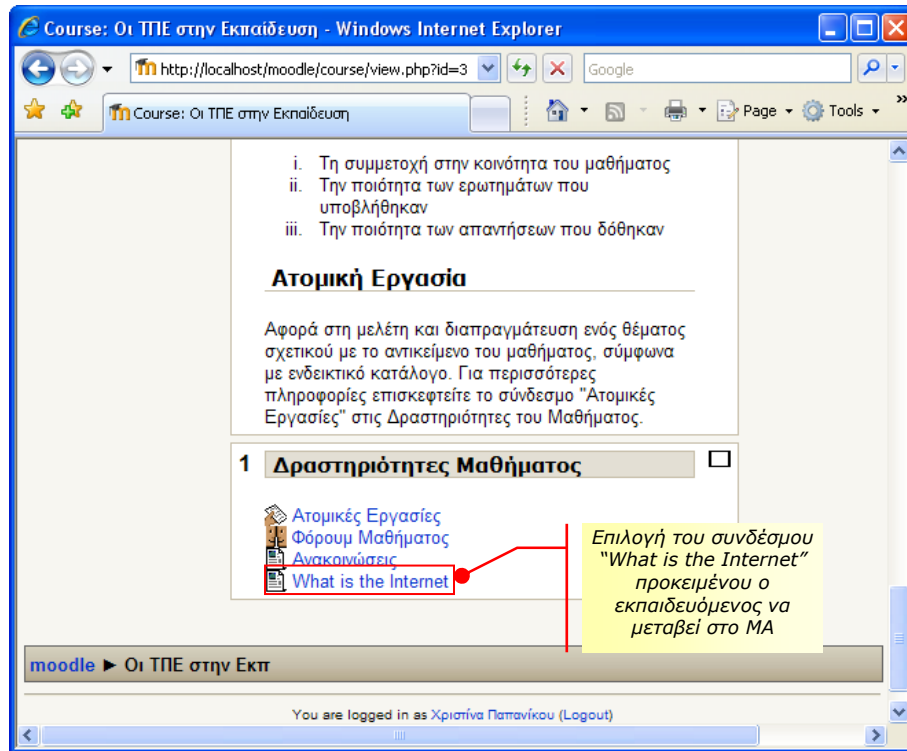 Course: Οι ΤΠΕ στην Εκπαίδευση - Windows Internet Explorer
http://localhost/moodle/course/view.php?id=3
Google
Course: Οι ΤΠΕ στην Εκπαίδευση
Page
Tools
»
i. Τη συμμετοχή στην κοινότητα του μαθήματος
ii. Την ποιότητα των ερωτημάτων που
υποβλήθηκαν
iii. Την ποιότητα των απαντήσεων που δόθηκαν
Ατομική Εργασία
Αφορά στη μελέτη και διαπραγμάτευση ενός θέματος
σχετικού με το αντικείμενο του μαθήματος, σύμφωνα
με ενδεικτικό κατάλογο. Για περισσότερες
πληροφορίες επισκεφτείτε το σύνδεσμο "Ατομικές
Εργασίες" στις Δραστηριότητες του Μαθήματος.
1 Δραστηριότητες Μαθήματος
Ατομικές Εργασίες
Φόρουμ Μαθήματος
Ανακοινώσεις
What is the Internet
Επιλογή του συνδέσμου
“What is the Internet”
προκειμένου ο
εκπαιδευόμενος να
μεταβεί στο ΜΑ
moodle ► Οι ΤΠΕ στην Εκπ
You are logged in as Χριστίνα Παπανίκου (Logout)